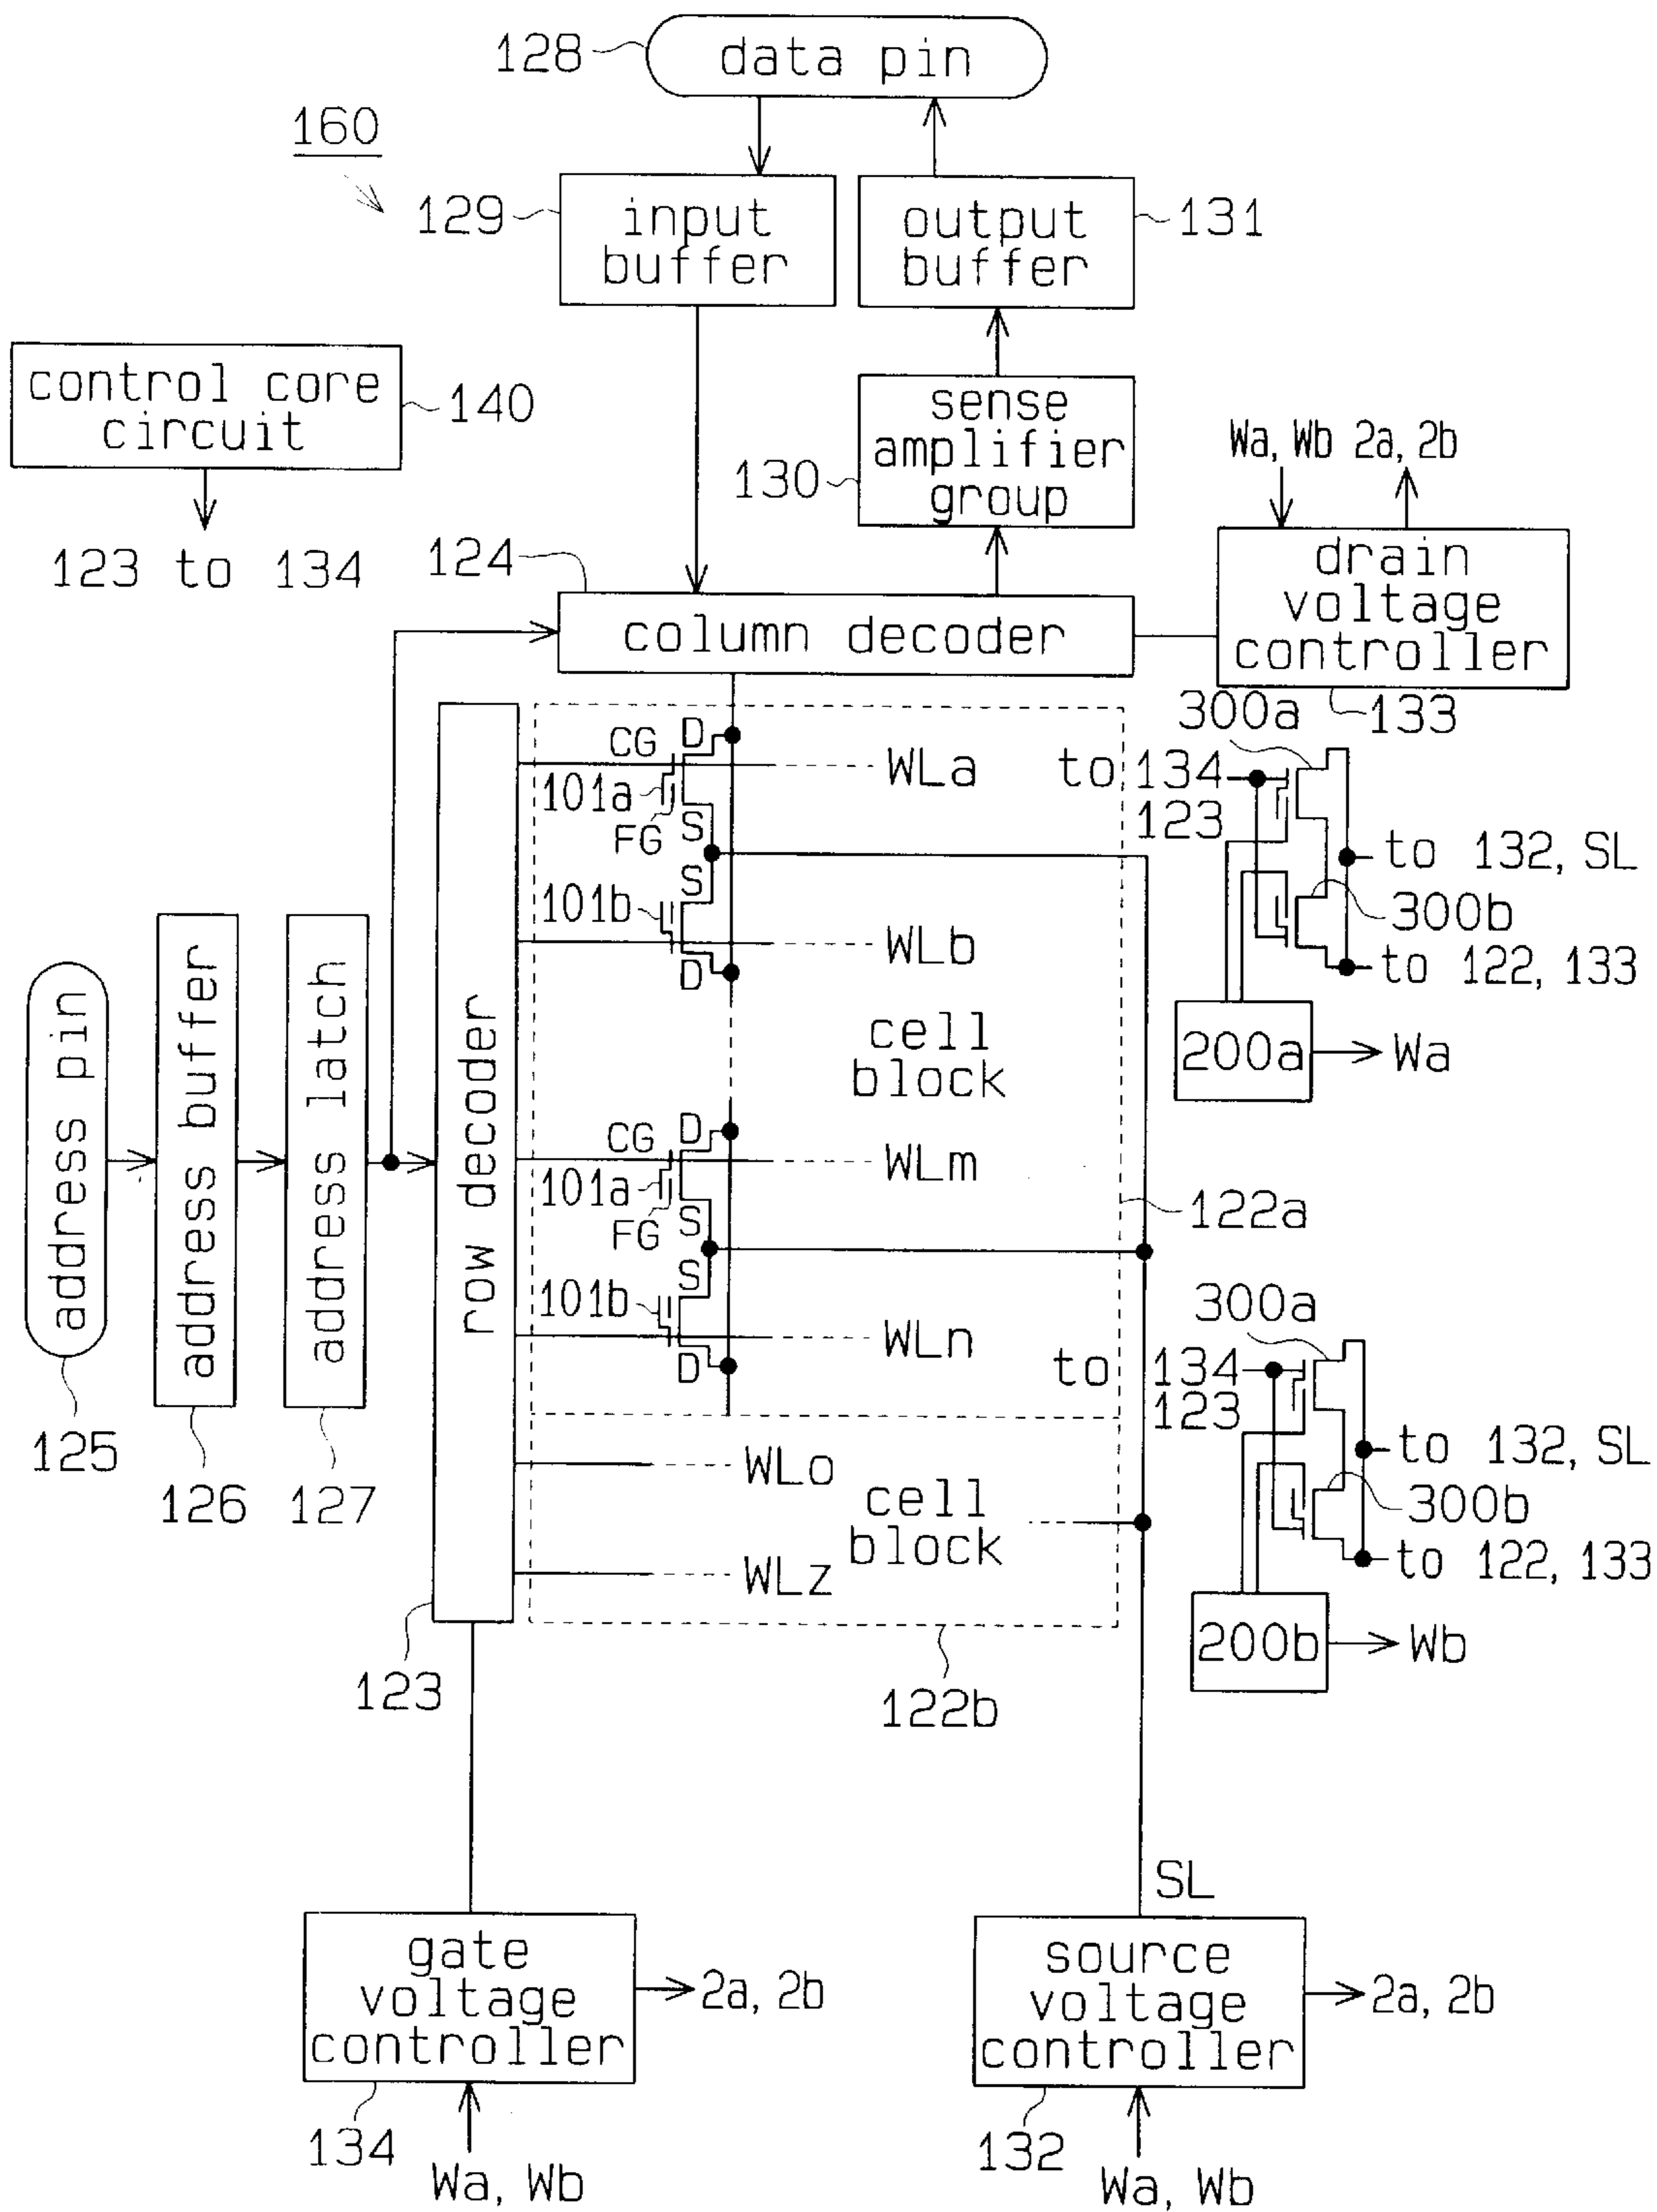 128
data pin
160
129
input
buffer
output
buffer
131
control core
circuit
140
123 to 134
sense
amplifier
group
130
Wa, Wb 2a, 2b
124
column decoder
drain
voltage
controller
133
CG
D
101a
FG
S
WLa
S
101b
D
WLb
cell
block
CG
D
101a
FG
S
WLm
S
101b
D
WLn
122a
WLo
cell
block
WLz
122b
row decoder
123
address pin
125
address buffer
126
address latch
127
300a
to 134
123
to 132, SL
300b
to 122, 133
200a
Wa
300a
to 134
123
to 132, SL
300b
to 122, 133
200b
Wb
SL
gate
voltage
controller
2a, 2b
134
Wa, Wb
source
voltage
controller
2a, 2b
132
Wa, Wb